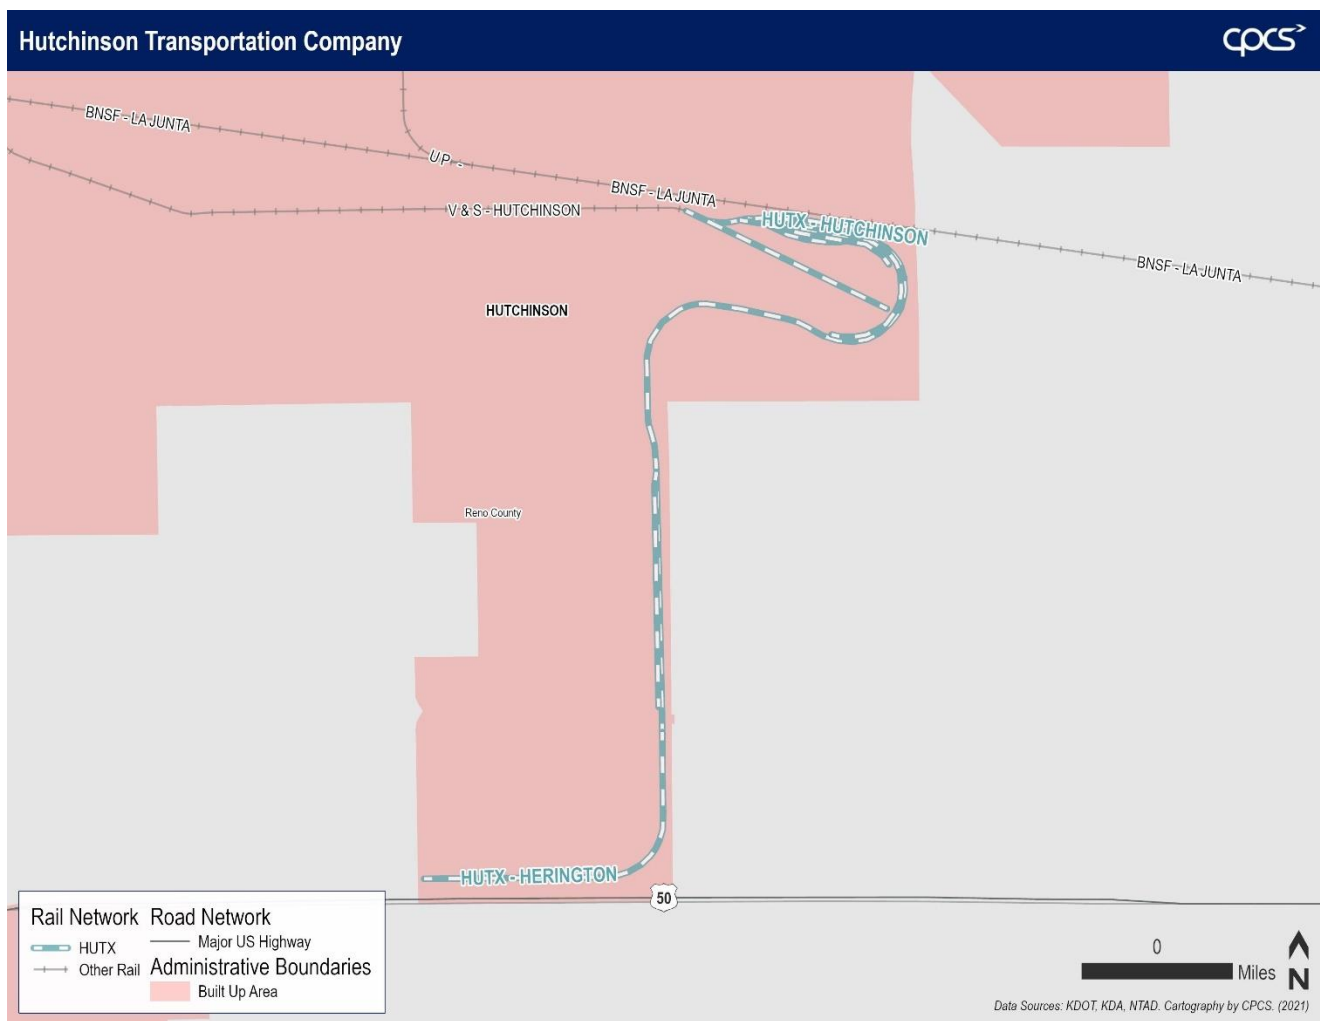 Hutchinson Transportation Company
cpcs
BNSF - LA JUNTA
UP -
BNSF - LA JUNTA
V & S - HUTCHINSON
HUTX - HUTCHINSON
BNSF - LA JUNTA
HUTCHINSON
Reno County
HUTX - HERINGTON
50
Rail Network
HUTX
Other Rail
Road Network
Major US Highway
Administrative Boundaries
Built Up Area
0
Miles
N
Data Sources: KDOT, KDA, NTAD. Cartography by CPCS. (2021)